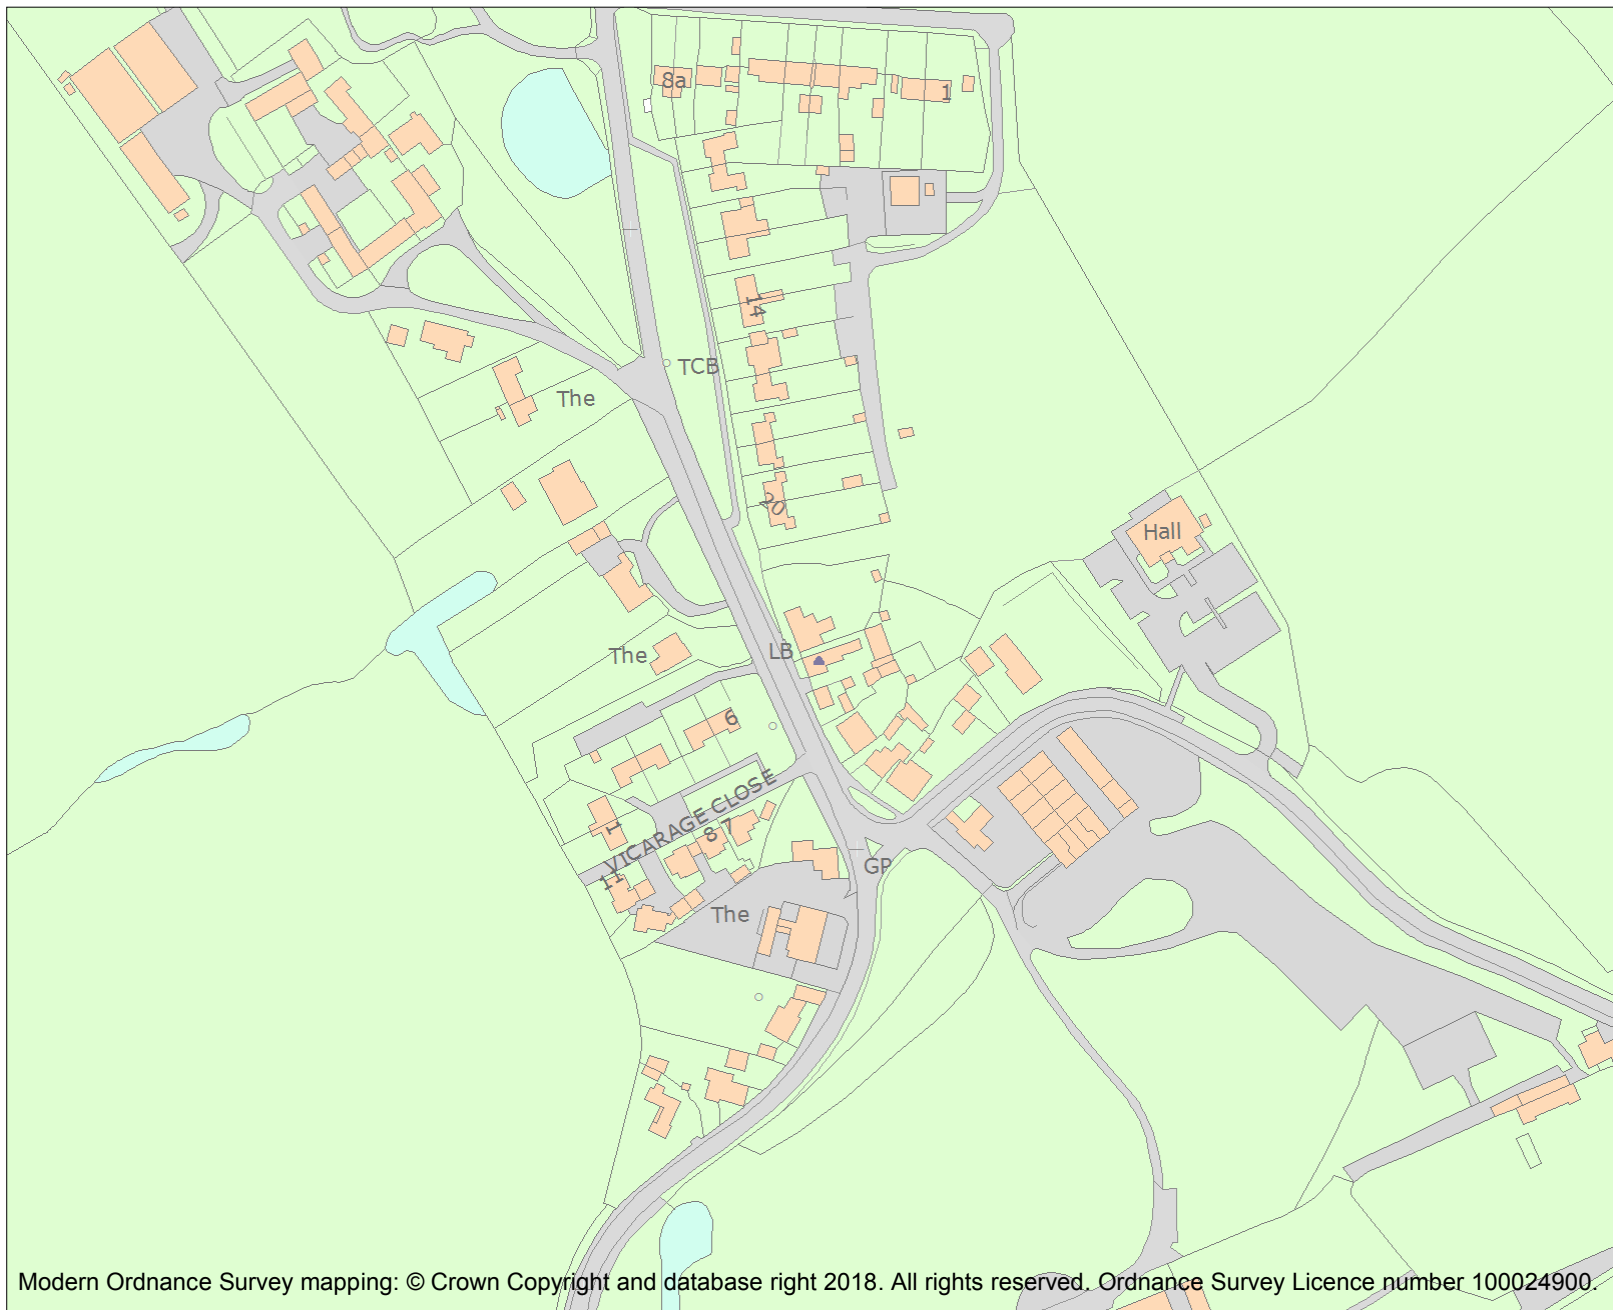 8a
1
14
TCB
The
20
Hall
LB
The
6
VICARAGE CLOSE
1
8 7
11
GP
The
Modern Ordnance Survey mapping: © Crown Copyright and database right 2018. All rights reserved. Ordnance Survey Licence number 100024900.